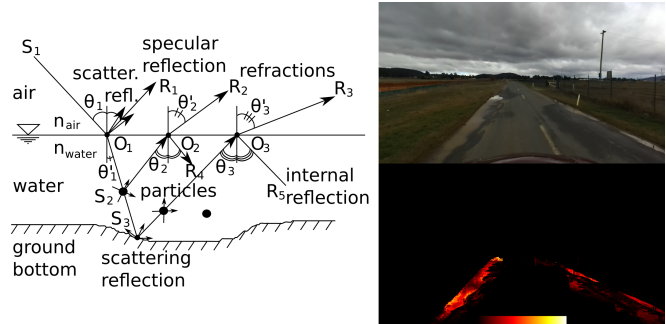 S1
specular
reflection
scatter.
refl.
R1
refractions
air
θ1
R2
θ'2
θ'3
R3
nair
nwater
O1
O2
O3
θ'1
θ2
R4
θ3
water
S2
particles
internal
R5
reflection
S3
ground
bottom
scattering
reflection